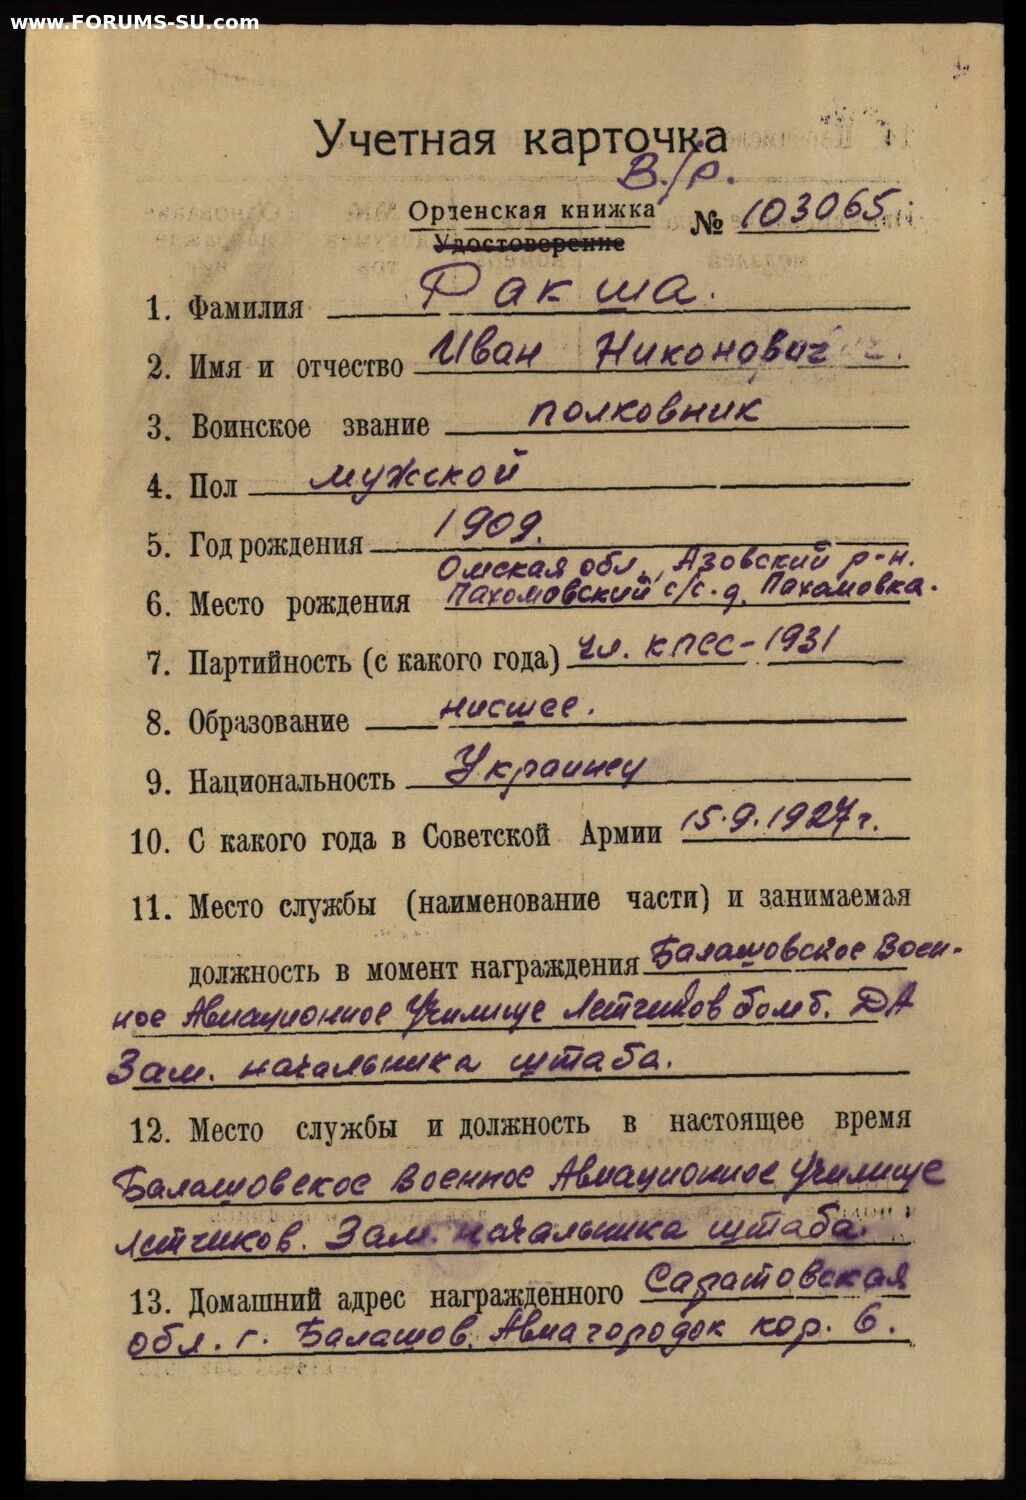 www.FORUMS-SU.com
Учетная карточка
В/Р.
Орденская книжка № 103065
Удостоверение
1. Фамилия Ракша.
2. Имя и отчество Иван Никонович
3. Воинское звание полковник
4. Пол мужской
5. Год рождения 1909.
Омская обл., Азовский р-н.
6. Место рождения Пахомовский с/с. д. Пахомовка.
7. Партийность (с какого года) чл. КПСС-1931
8. Образование нисшее.
9. Национальность Украинец
10. С какого года в Советской Армии 15.9.1927 г.
11. Место службы (наименование части) и занимаемая
должность в момент награждения Балашовское Воен-
ное Авиационное Училище Летчиков бомб. ДА
Зам. начальника штаба.
12. Место службы и должность в настоящее время
Балашовское Военное Авиационное Училище
Летчиков. Зам. начальника штаба.
13. Домашний адрес награжденного Саратовская
обл. г. Балашов. Авиагородок кор. 6.